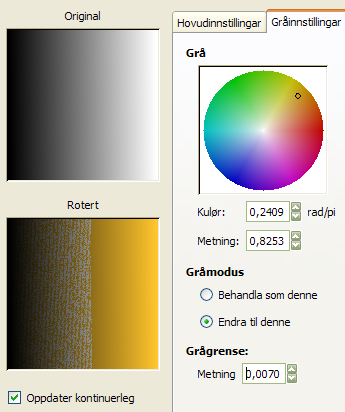 Original
Rotert
Oppdater kontinuerleg
Hovudinnstillingar
Gråinnstillingar
Grå
Kulør: 0,2409 rad/pi
Metning: 0,8253
Gråmodus
Behandla som denne
Endra til denne
Grågrense:
Metning 0,0070